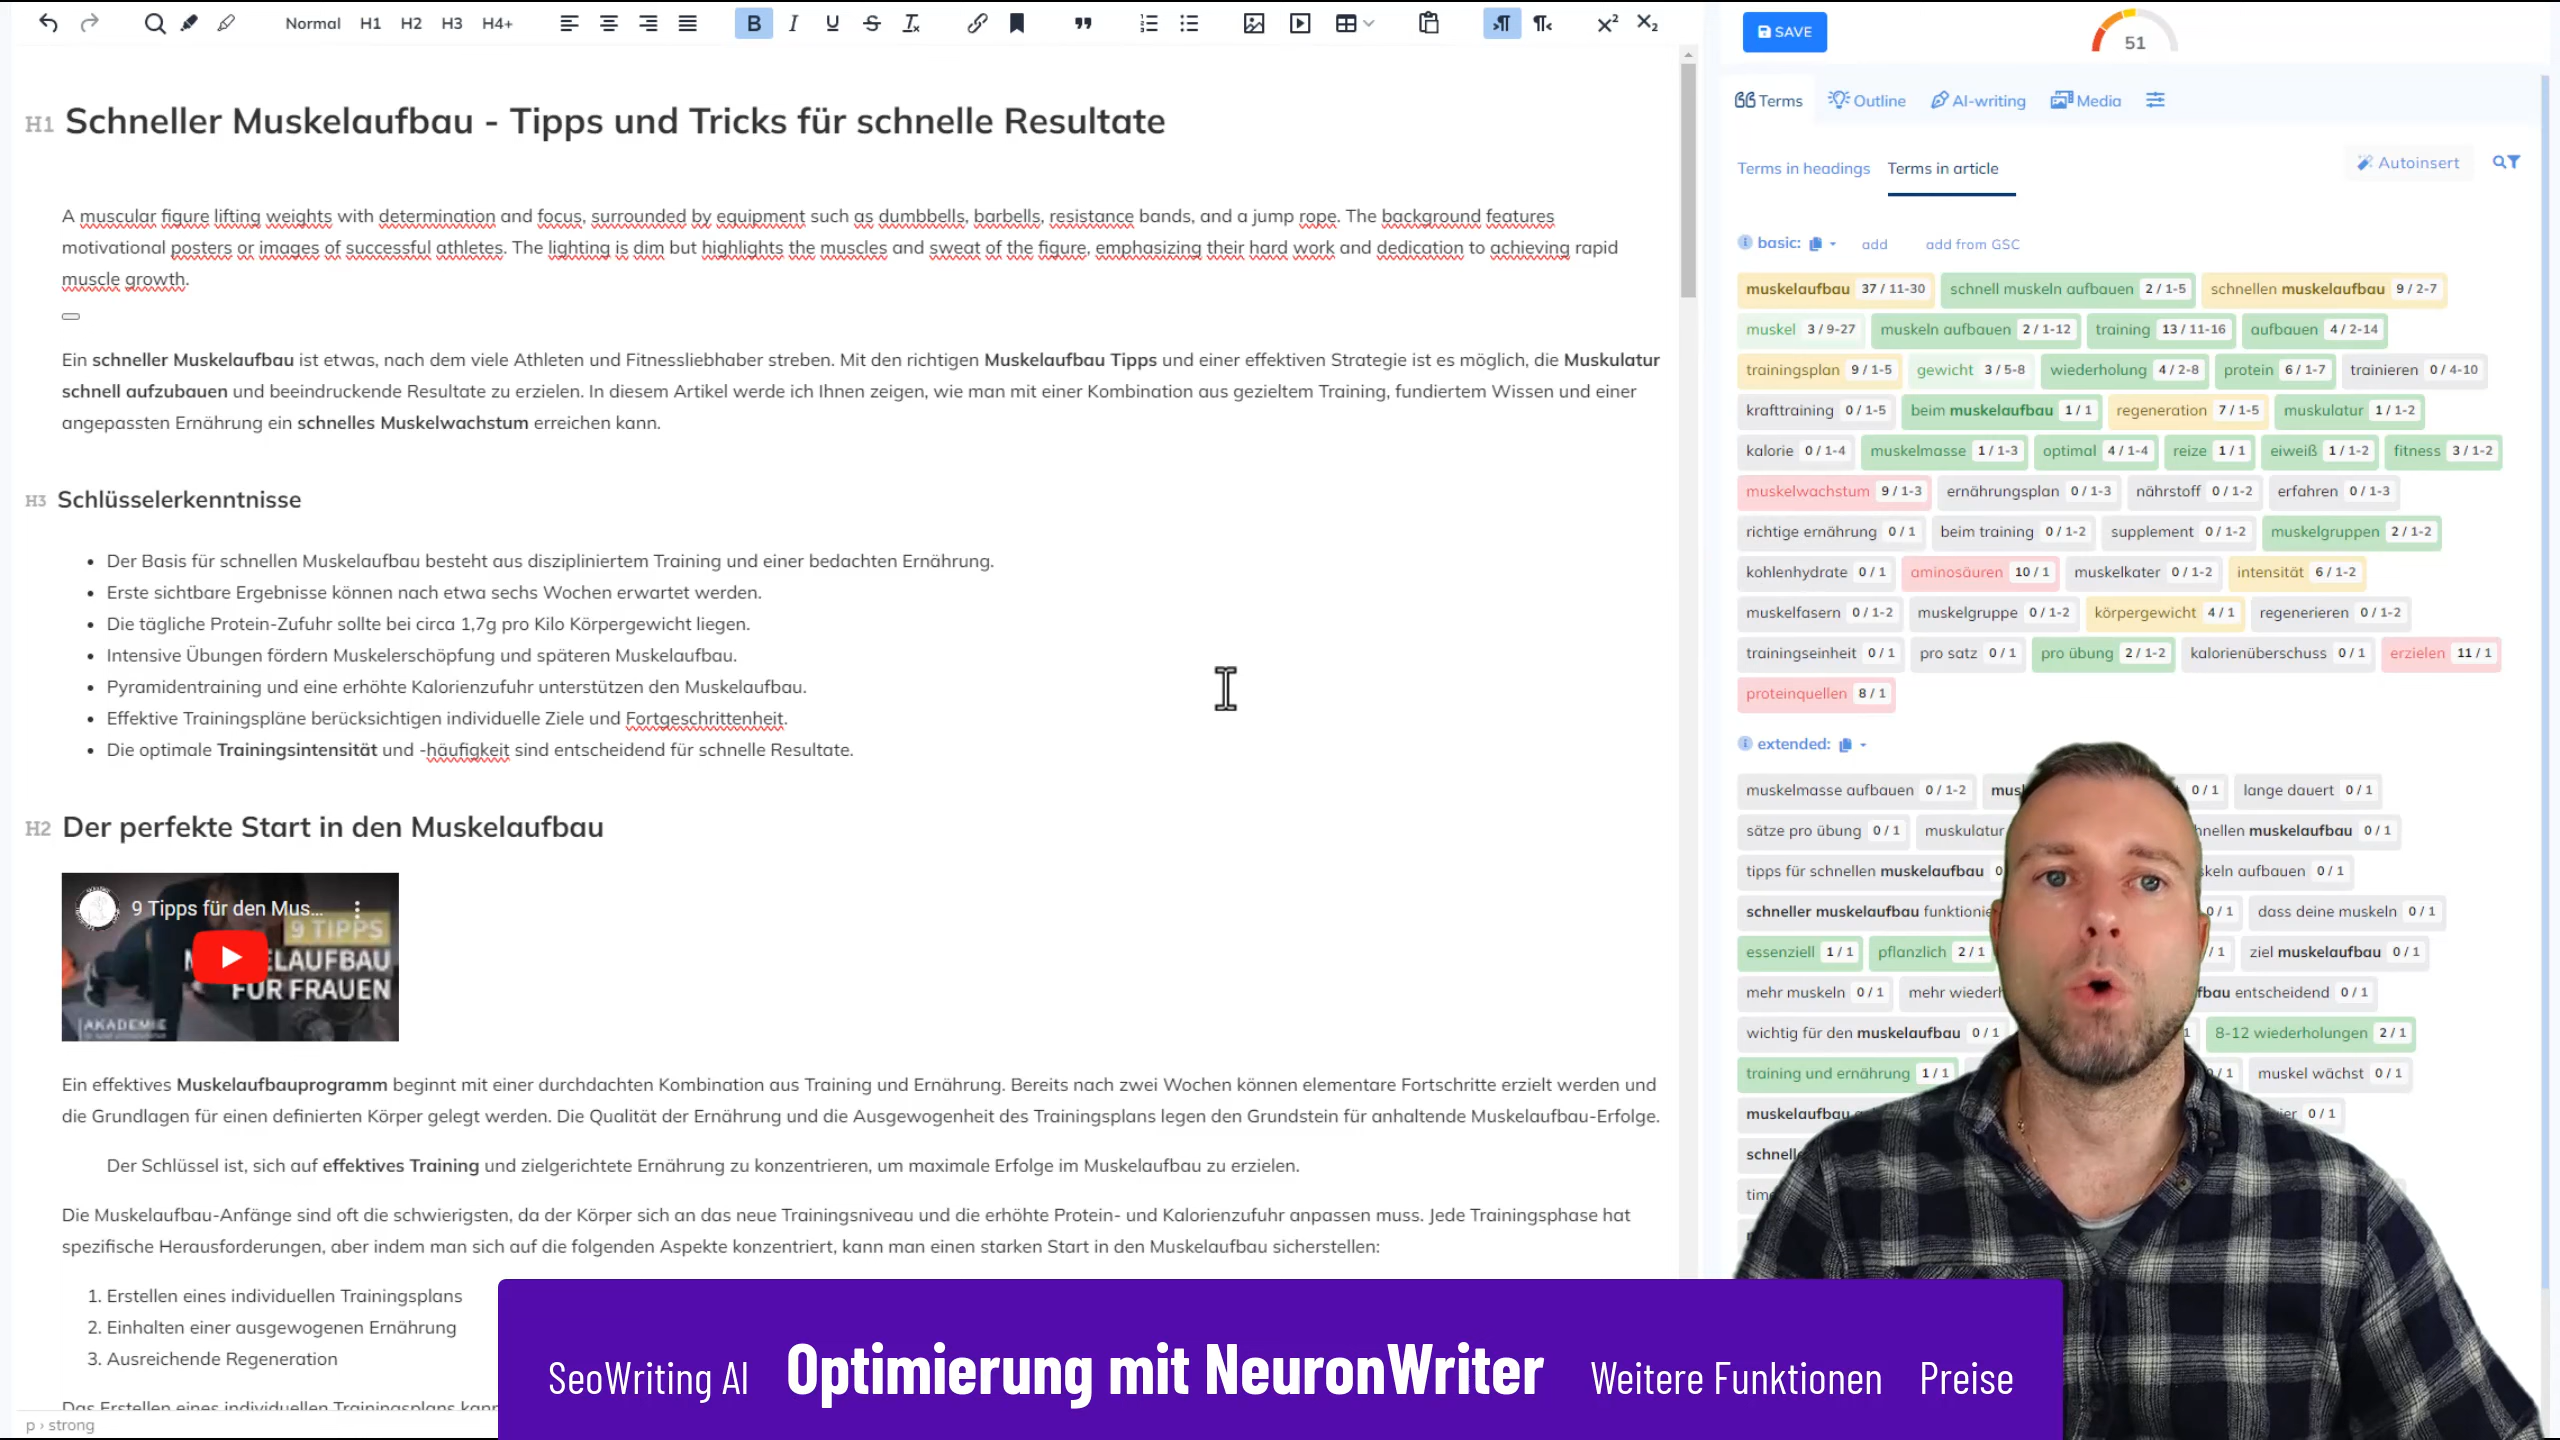 Normal H1 H2 H3 H4+ B I U S
SAVE
51
H1 Schneller Muskelaufbau - Tipps und Tricks für schnelle Resultate
A muscular figure lifting weights with determination and focus, surrounded by equipment such as dumbbells, barbells, resistance bands, and a jump rope. The background features
motivational posters or images of successful athletes. The lighting is dim but highlights the muscles and sweat of the figure, emphasizing their hard work and dedication to achieving rapid
muscle growth.
Ein schneller Muskelaufbau ist etwas, nach dem viele Athleten und Fitnessliebhaber streben. Mit den richtigen Muskelaufbau Tipps und einer effektiven Strategie ist es möglich, die Muskulatur
schnell aufzubauen und beeindruckende Resultate zu erzielen. In diesem Artikel werde ich Ihnen zeigen, wie man mit einer Kombination aus gezieltem Training, fundiertem Wissen und einer
angepassten Ernährung ein schnelles Muskelwachstum erreichen kann.
H3 Schlüsselerkenntnisse
• Der Basis für schnellen Muskelaufbau besteht aus diszipliniertem Training und einer bedachten Ernährung.
• Erste sichtbare Ergebnisse können nach etwa sechs Wochen erwartet werden.
• Die tägliche Protein-Zufuhr sollte bei circa 1,7g pro Kilo Körpergewicht liegen.
• Intensive Übungen fördern Muskelerschöpfung und späteren Muskelaufbau.
• Pyramidentraining und eine erhöhte Kalorienzufuhr unterstützen den Muskelaufbau.
• Effektive Trainingspläne berücksichtigen individuelle Ziele und Fortgeschrittenheit.
• Die optimale Trainingsintensität und -häufigkeit sind entscheidend für schnelle Resultate.
H2 Der perfekte Start in den Muskelaufbau
9 Tipps für den Mus...
9 TIPPS
ELAUFBAU
FÜR FRAUEN
AKADEMIE
Ein effektives Muskelaufbauprogramm beginnt mit einer durchdachten Kombination aus Training und Ernährung. Bereits nach zwei Wochen können elementare Fortschritte erzielt werden und
die Grundlagen für einen definierten Körper gelegt werden. Die Qualität der Ernährung und die Ausgewogenheit des Trainingsplans legen den Grundstein für anhaltende Muskelaufbau-Erfolge.
Der Schlüssel ist, sich auf effektives Training und zielgerichtete Ernährung zu konzentrieren, um maximale Erfolge im Muskelaufbau zu erzielen.
Die Muskelaufbau-Anfänge sind oft die schwierigsten, da der Körper sich an das neue Trainingsniveau und die erhöhte Protein- und Kalorienzufuhr anpassen muss. Jede Trainingsphase hat
spezifische Herausforderungen, aber indem man sich auf die folgenden Aspekte konzentriert, kann man einen starken Start in den Muskelaufbau sicherstellen:
1. Erstellen eines individuellen Trainingsplans
2. Einhalten einer ausgewogenen Ernährung
3. Ausreichende Regeneration
Das Erstellen eines individuellen Trainingsplans kann
p › strong
Terms Outline AI-writing Media
Terms in headings Terms in article Autoinsert
basic: add add from GSC
muskelaufbau 37 / 11-30 schnell muskeln aufbauen 2 / 1-5 schnellen muskelaufbau 9 / 2-7
muskel 3 / 9-27 muskeln aufbauen 2 / 1-12 training 13 / 11-16 aufbauen 4 / 2-14
trainingsplan 9 / 1-5 gewicht 3 / 5-8 wiederholung 4 / 2-8 protein 6 / 1-7 trainieren 0 / 4-10
krafttraining 0 / 1-5 beim muskelaufbau 1 / 1 regeneration 7 / 1-5 muskulatur 1 / 1-2
kalorie 0 / 1-4 muskelmasse 1 / 1-3 optimal 4 / 1-4 reize 1 / 1 eiweiß 1 / 1-2 fitness 3 / 1-2
muskelwachstum 9 / 1-3 ernährungsplan 0 / 1-3 nährstoff 0 / 1-2 erfahren 0 / 1-3
richtige ernährung 0 / 1 beim training 0 / 1-2 supplement 0 / 1-2 muskelgruppen 2 / 1-2
kohlenhydrate 0 / 1 aminosäuren 10 / 1 muskelkater 0 / 1-2 intensität 6 / 1-2
muskelfasern 0 / 1-2 muskelgruppe 0 / 1-2 körpergewicht 4 / 1 regenerieren 0 / 1-2
trainingseinheit 0 / 1 pro satz 0 / 1 pro übung 2 / 1-2 kalorienüberschuss 0 / 1 erzielen 11 / 1
proteinquellen 8 / 1
extended:
muskelmasse aufbauen 0 / 1-2 0 / 1 lange dauert 0 / 1
sätze pro übung 0 / 1 muskulatur muskelaufbau 0 / 1
tipps für schnellen muskelaufbau 0 aufbauen 0 / 1
schneller muskelaufbau 0 / 1 dass deine muskeln 0 / 1
essenziell 1 / 1 pflanzlich 2 / 1 / 1 ziel muskelaufbau 0 / 1
mehr muskeln 0 / 1 mehr entscheidend 0 / 1
wichtig für den muskelaufbau 0 / 1 8-12 wiederholungen 2 / 1
training und ernährung 1 / 1 / 1 muskel wächst 0 / 1
muskelaufbau 0 / 1
SeoWriting AI Optimierung mit NeuronWriter Weitere Funktionen Preise